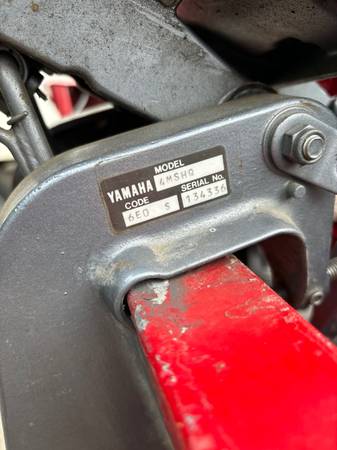 MODEL
YAMAHA 4MSHQ
CODE SERIAL No.
6E0 S 134336